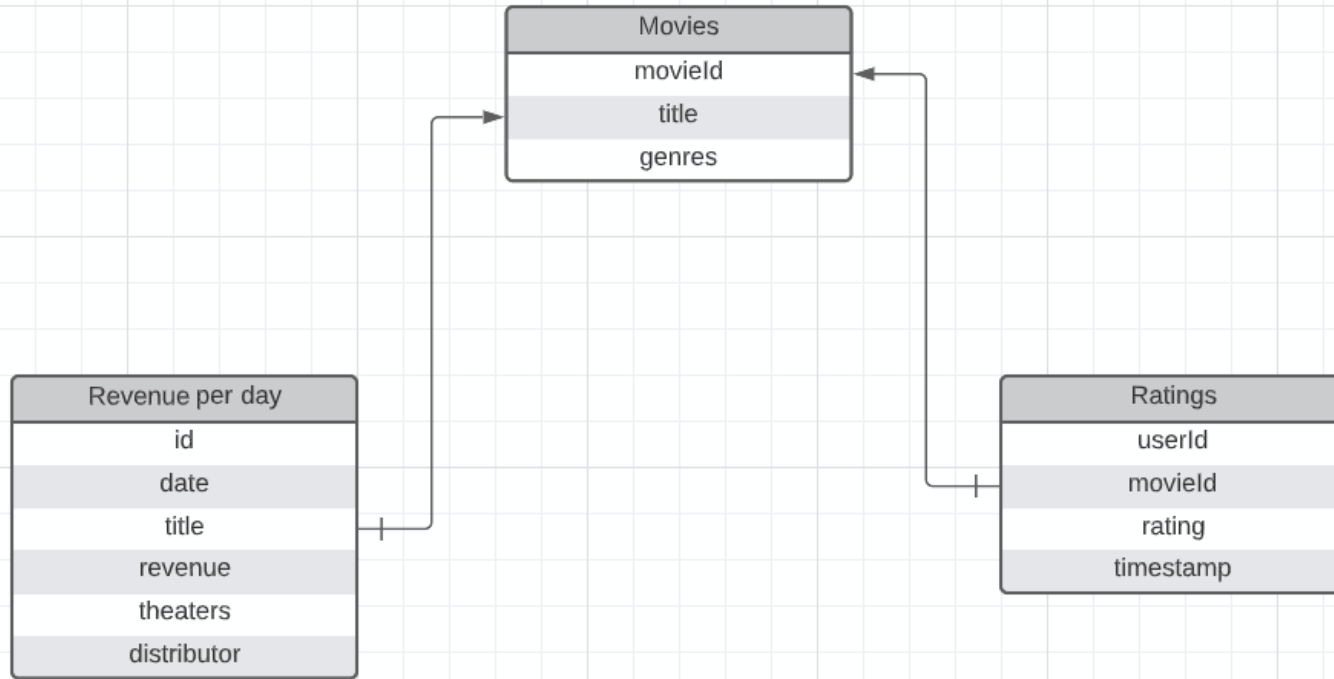 Movies
movieId
title
genres
Revenue per day
id
date
title
revenue
theaters
distributor
Ratings
userId
movieId
rating
timestamp